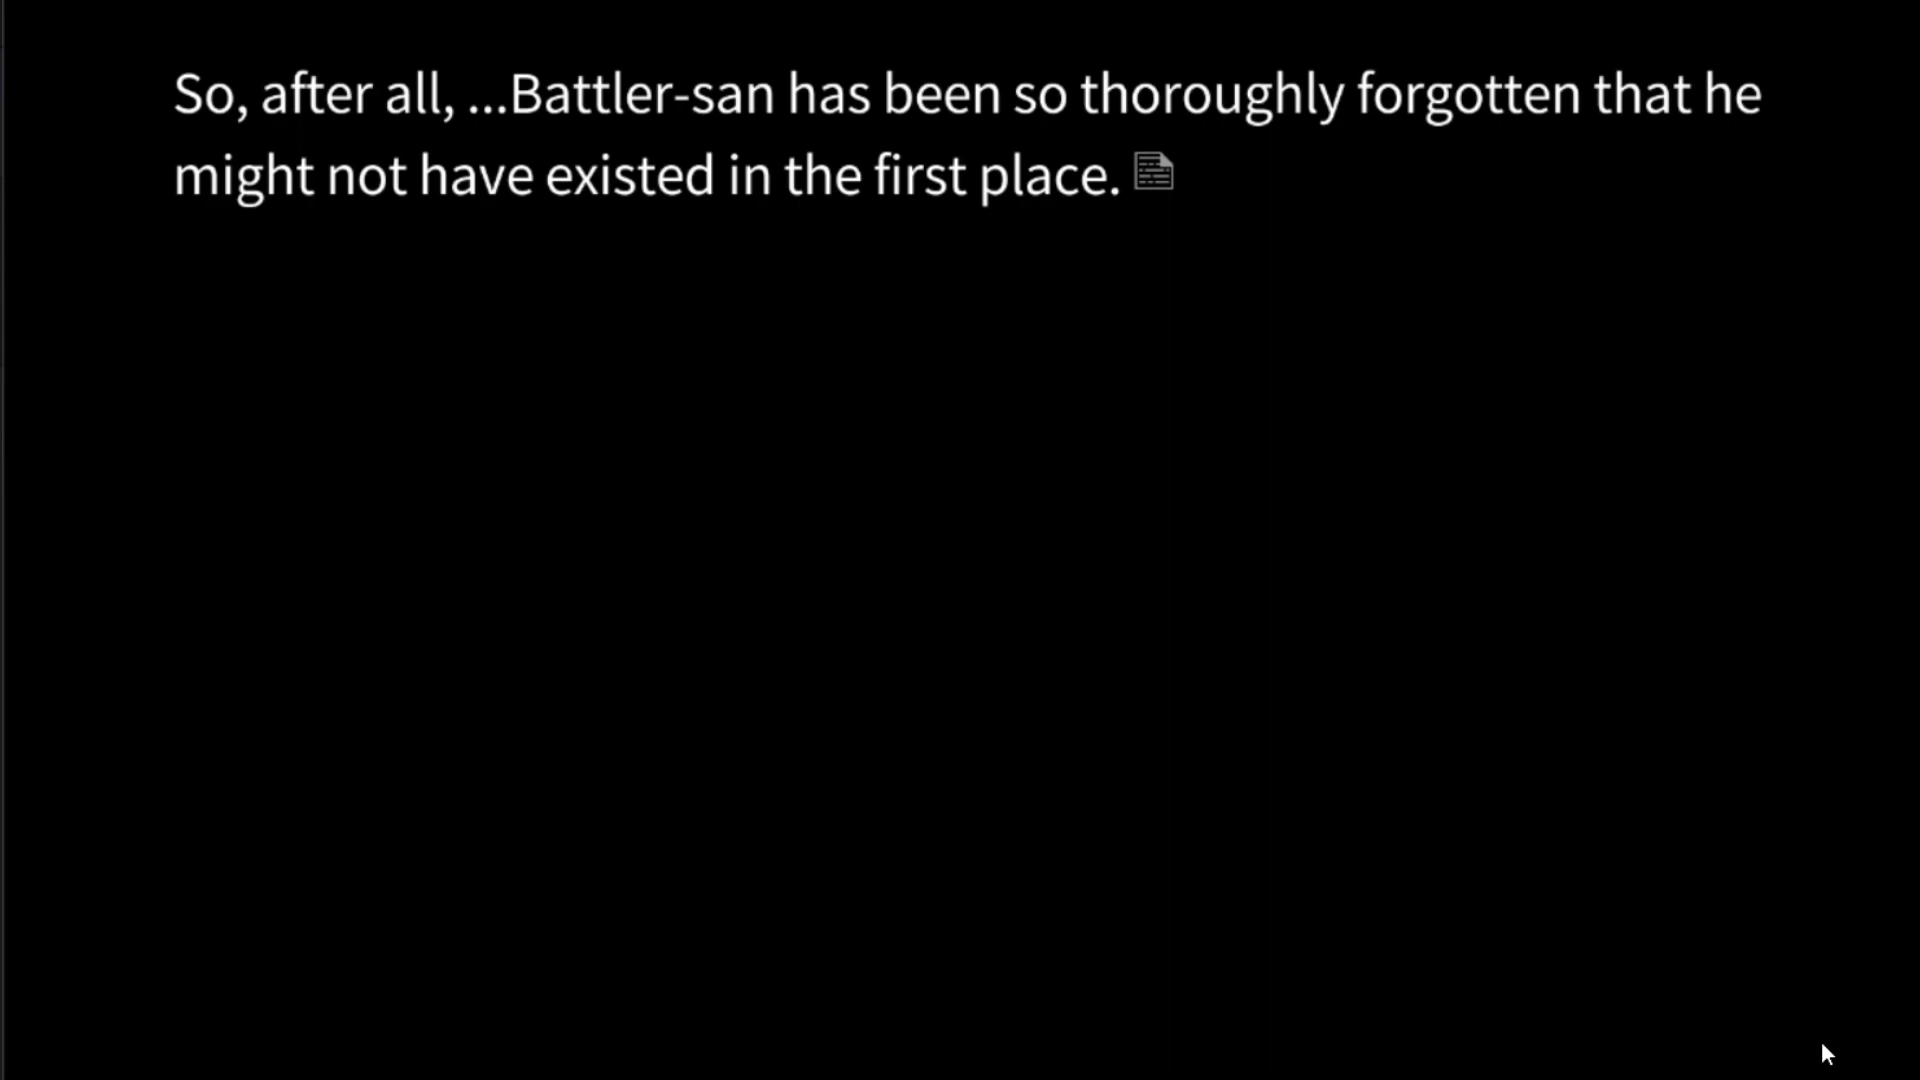 So, after all, ...Battler-san has been so thoroughly forgotten that he
might not have existed in the first place.